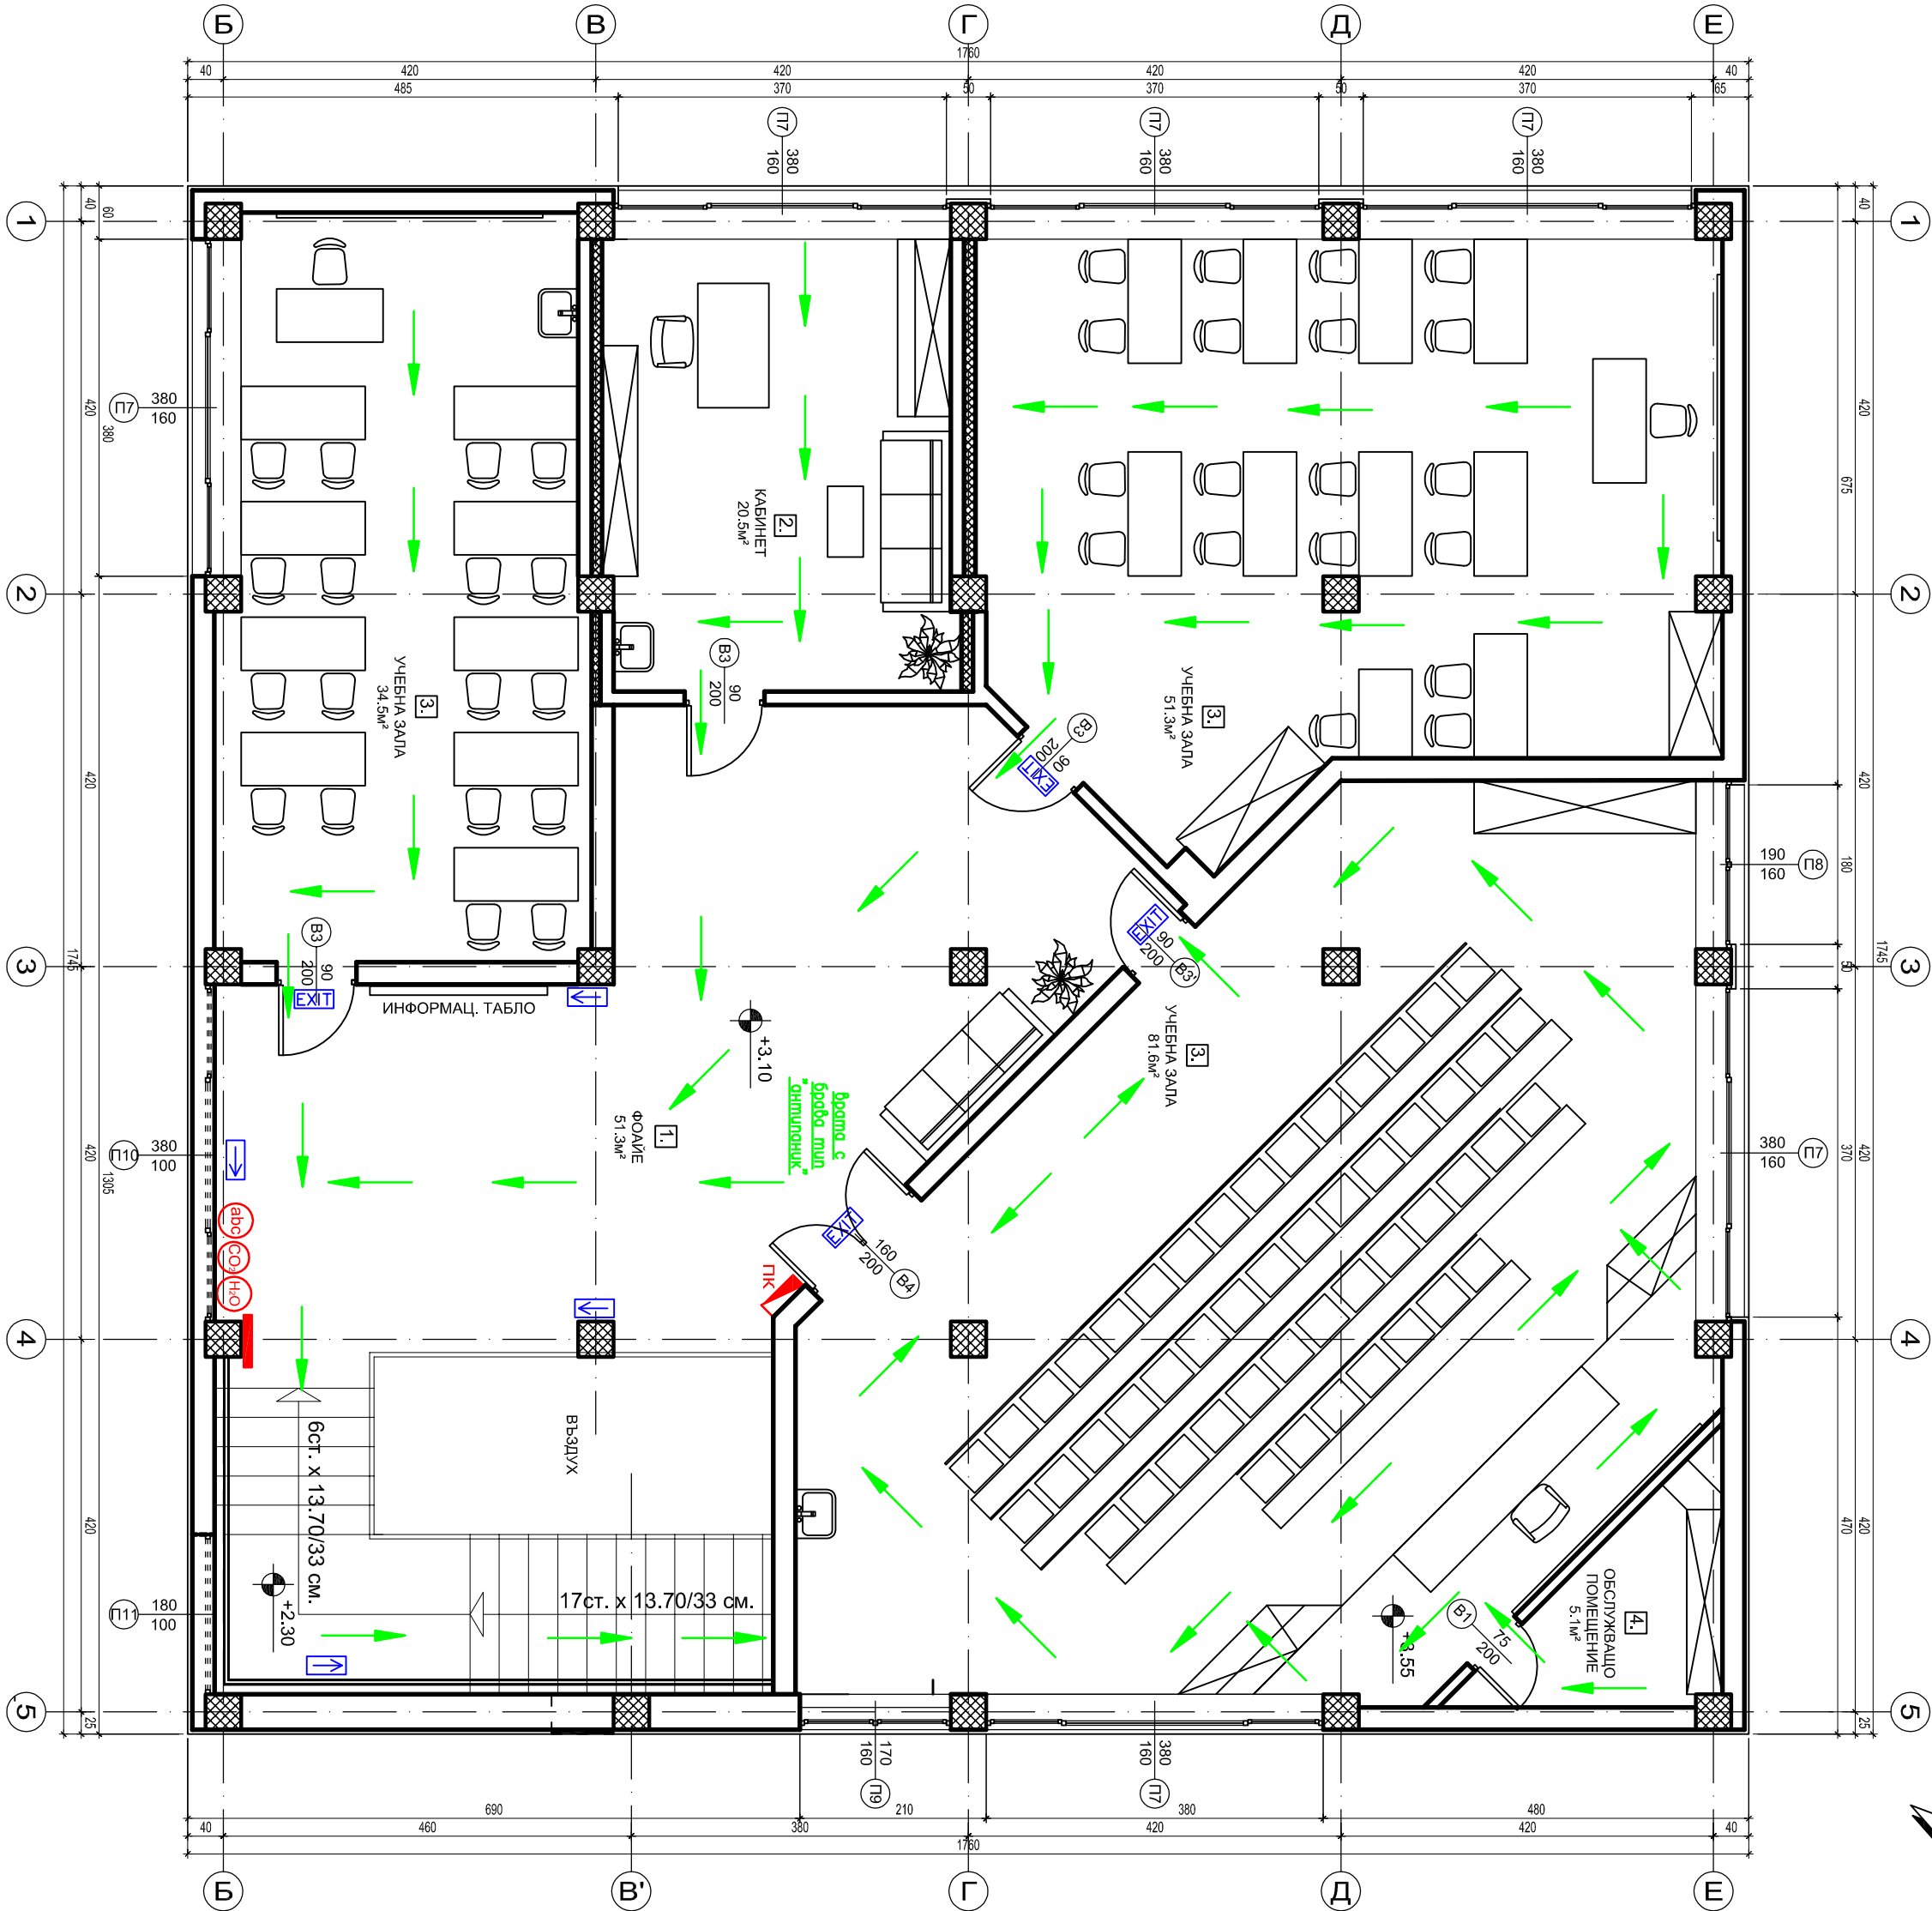 Б
В
Г
Д
Е
1760
40
420
420
420
420
40
485
370
50
370
50
370
65
П7
380
160
П7
380
160
П7
380
160
1
2
3
4
5
40
420
420
420
420
25
60
380
1305
1745
1
2
3
4
5
40
420
420
420
420
25
675
180
50
370
470
1745
П7
380
160
П10
380
100
П11
180
100
П8
190
160
П7
380
160
2.
КАБИНЕТ
20.5м²
В3
90
200
3.
УЧЕБНА ЗАЛА
34.5м²
3.
УЧЕБНА ЗАЛА
51.3м²
В3
90
200
EXIT
В3
90
200
EXIT
ИНФОРМАЦ. ТАБЛО
EXIT
90
200
В3'
3.
УЧЕБНА ЗАЛА
81.6м²
+3.10
врата с
брава тип
"антипаник"
1.
ФОАЙЕ
51.3м²
EXIT
160
200
В4
ПК
abc
CO₂
H₂O
ВЪЗДУХ
6ст. х 13.70/33 см.
17ст. х 13.70/33 см.
+2.30
+3.55
В1
75
200
4.
ОБСЛУЖВАЩО
ПОМЕЩЕНИЕ
5.1м²
170
160
П9
380
160
П7
690
210
380
480
40
460
380
420
420
40
1760
Б
В'
Г
Д
Е